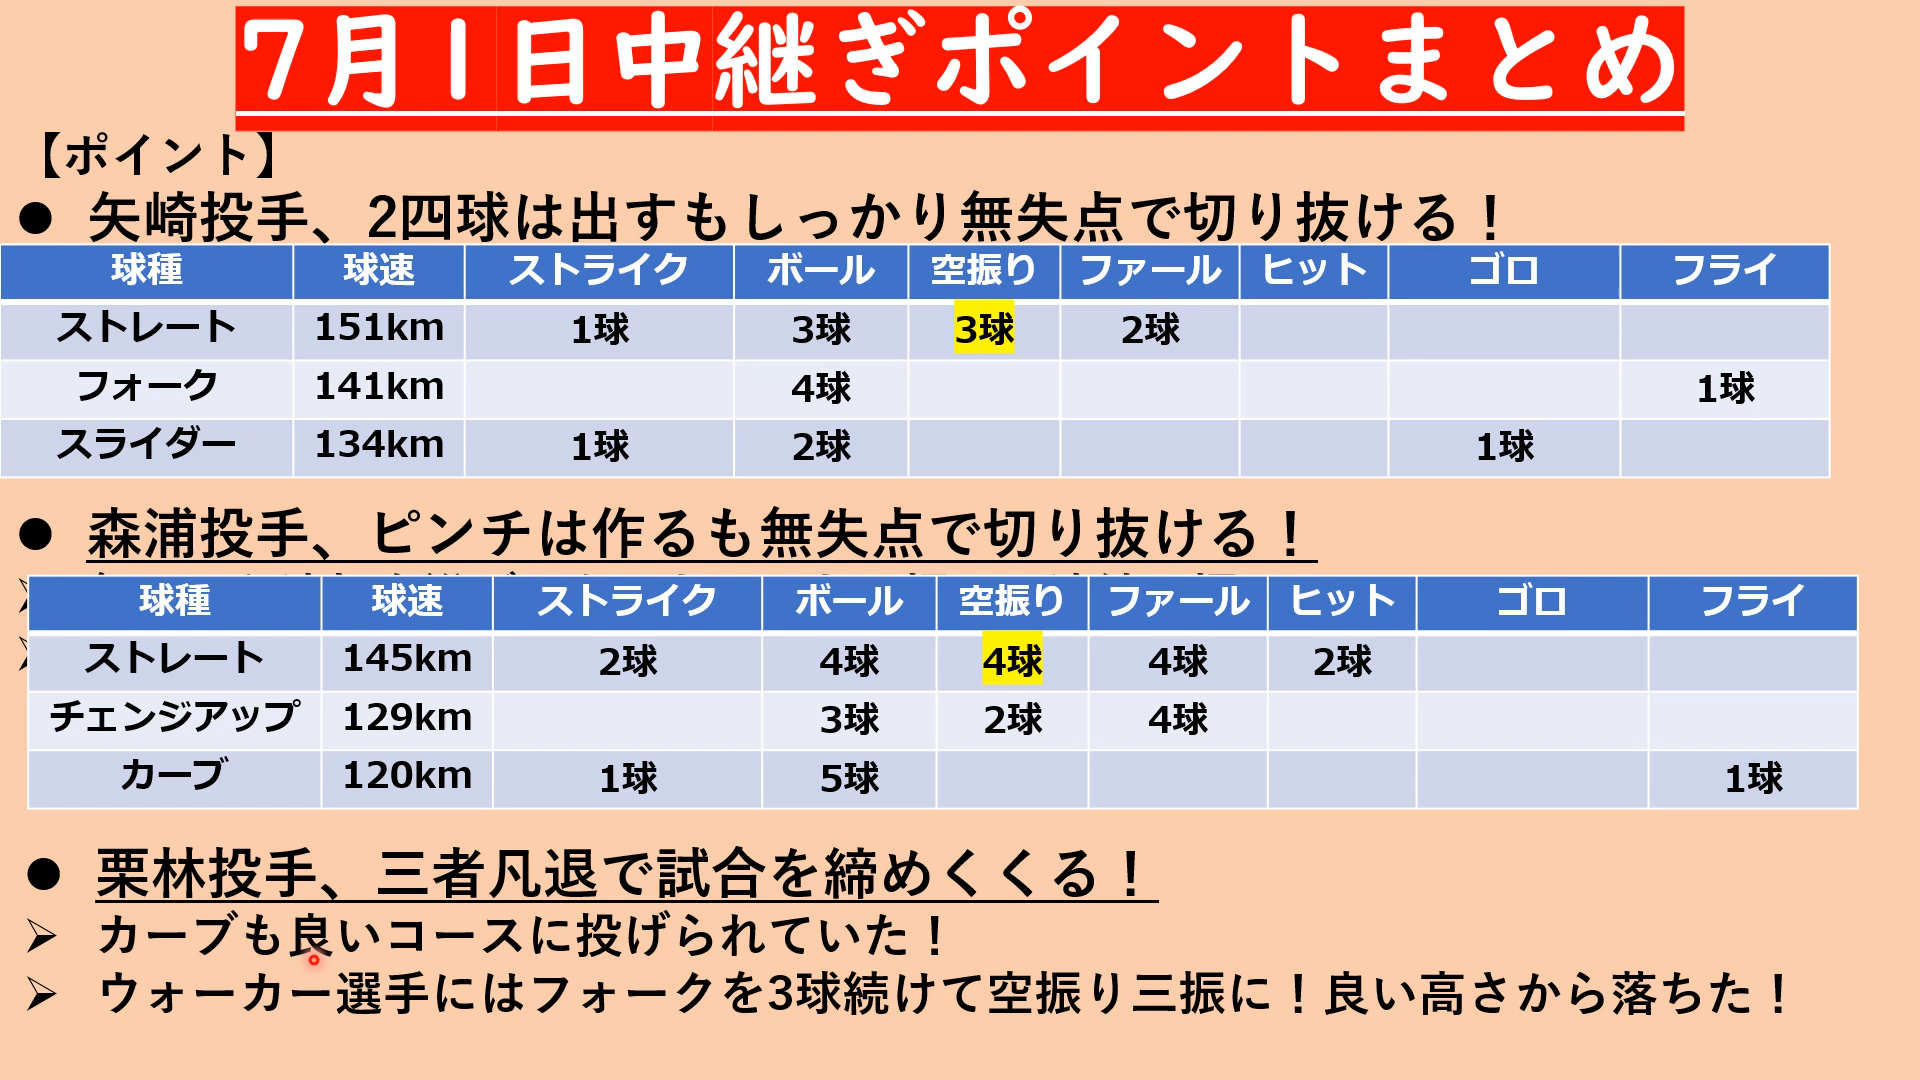 7月1日中継ぎポイントまとめ
【ポイント】
● 矢崎投手、2四球は出すもしっかり無失点で切り抜ける！
球種 球速 ストライク ボール 空振り ファール ヒット ゴロ フライ
ストレート 151km 1球 3球 3球 2球
フォーク 141km 4球 1球
スライダー 134km 1球 2球 1球
● 森浦投手、ピンチは作るも無失点で切り抜ける！
球種 球速 ストライク ボール 空振り ファール ヒット ゴロ フライ
ストレート 145km 2球 4球 4球 4球 2球
チェンジアップ 129km 3球 2球 4球
カーブ 120km 1球 5球 1球
● 栗林投手、三者凡退で試合を締めくくる！
➢ カーブも良いコースに投げられていた！
➢ ウォーカー選手にはフォークを3球続けて空振り三振に！良い高さから落ちた！